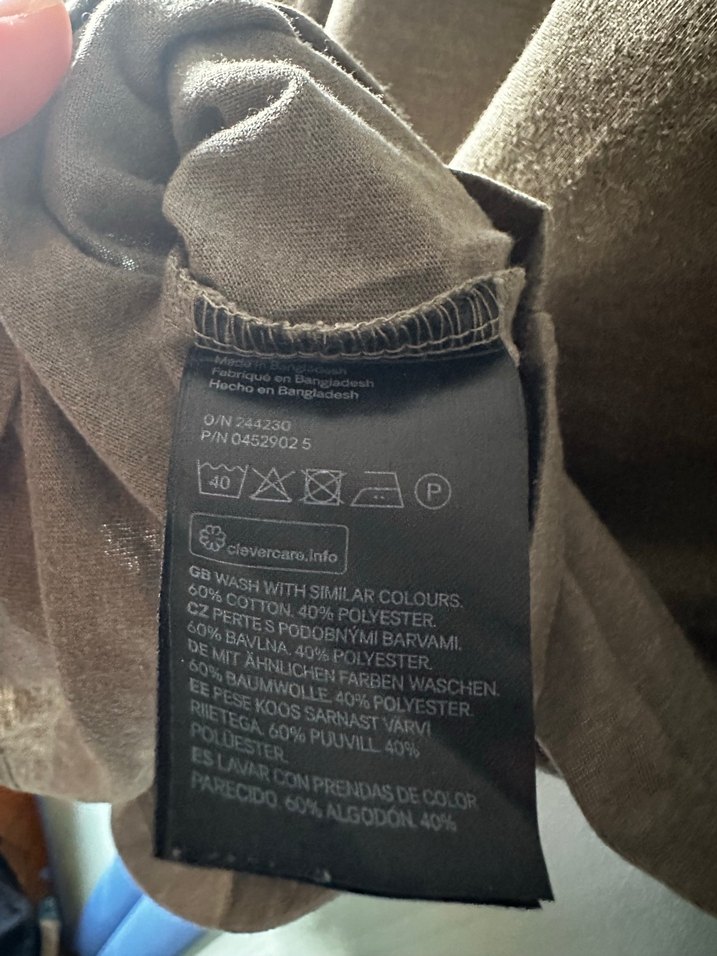 Made in Bangladesh
Fabriqué en Bangladesh
Hecho en Bangladesh
O/N 244230
P/N 0452902 5
40 P
clevercare.info
GB WASH WITH SIMILAR COLOURS.
60% COTTON. 40% POLYESTER.
CZ PERTE S PODOBNÝMI BARVAMI.
60% BAVLNA. 40% POLYESTER.
DE MIT ÄHNLICHEN FARBEN WASCHEN.
60% BAUMWOLLE. 40% POLYESTER.
EE PESE KOOS SARNAST VÄRVI
RIIETEGA. 60% PUUVILL. 40%
POLÜESTER.
ES LAVAR CON PRENDAS DE COLOR
PARECIDO. 60% ALGODÓN. 40%